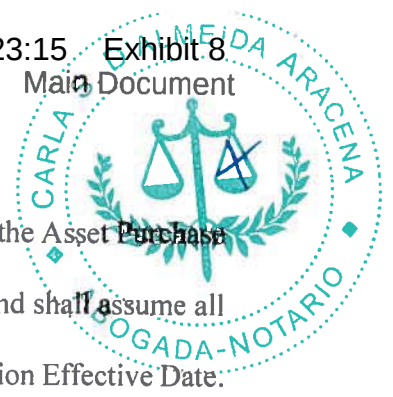 23:15 Exhibit 8
Main Document
CARLA D'ALMEIDA ARACENA
the Asset Purchase
nd shall assume all
ABOGADA-NOTARIO
ion Effective Date.